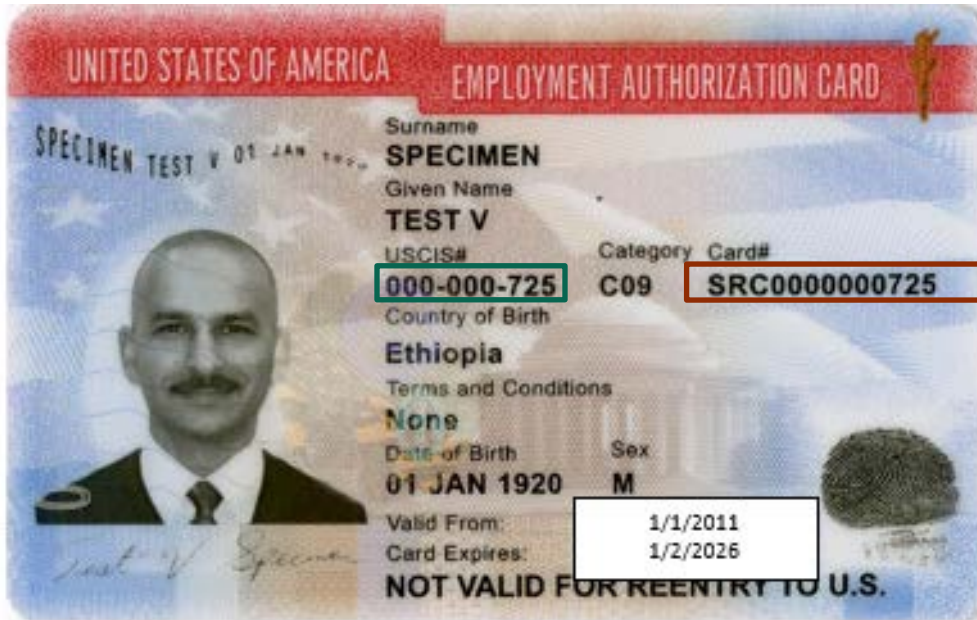 UNITED STATES OF AMERICA
EMPLOYMENT AUTHORIZATION CARD
SPECIMEN TEST V 01 JAN
Surname
SPECIMEN
Given Name
TEST V
USCIS# Category Card#
000-000-725 C09 SRC0000000725
Country of Birth
Ethiopia
Terms and Conditions
None
Date of Birth Sex
01 JAN 1920 M
Valid From: 1/1/2011
Card Expires: 1/2/2026
NOT VALID FOR REENTRY TO U.S.
Test V Specimen